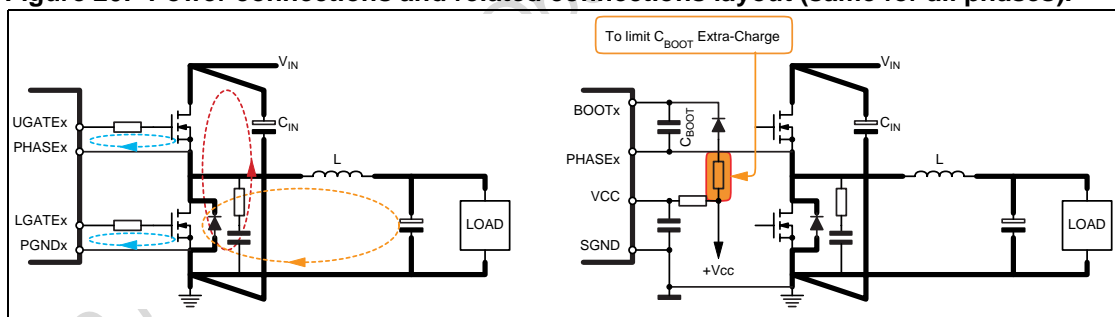 Figure 20. Power connections and related connections layout (same for all phases).
To limit CBOOT Extra-Charge
VIN
UGATEx
PHASEx
CIN
L
LGATEx
PGNDx
LOAD
VIN
BOOTx
CBOOT
CIN
PHASEx
L
VCC
SGND
LOAD
+Vcc